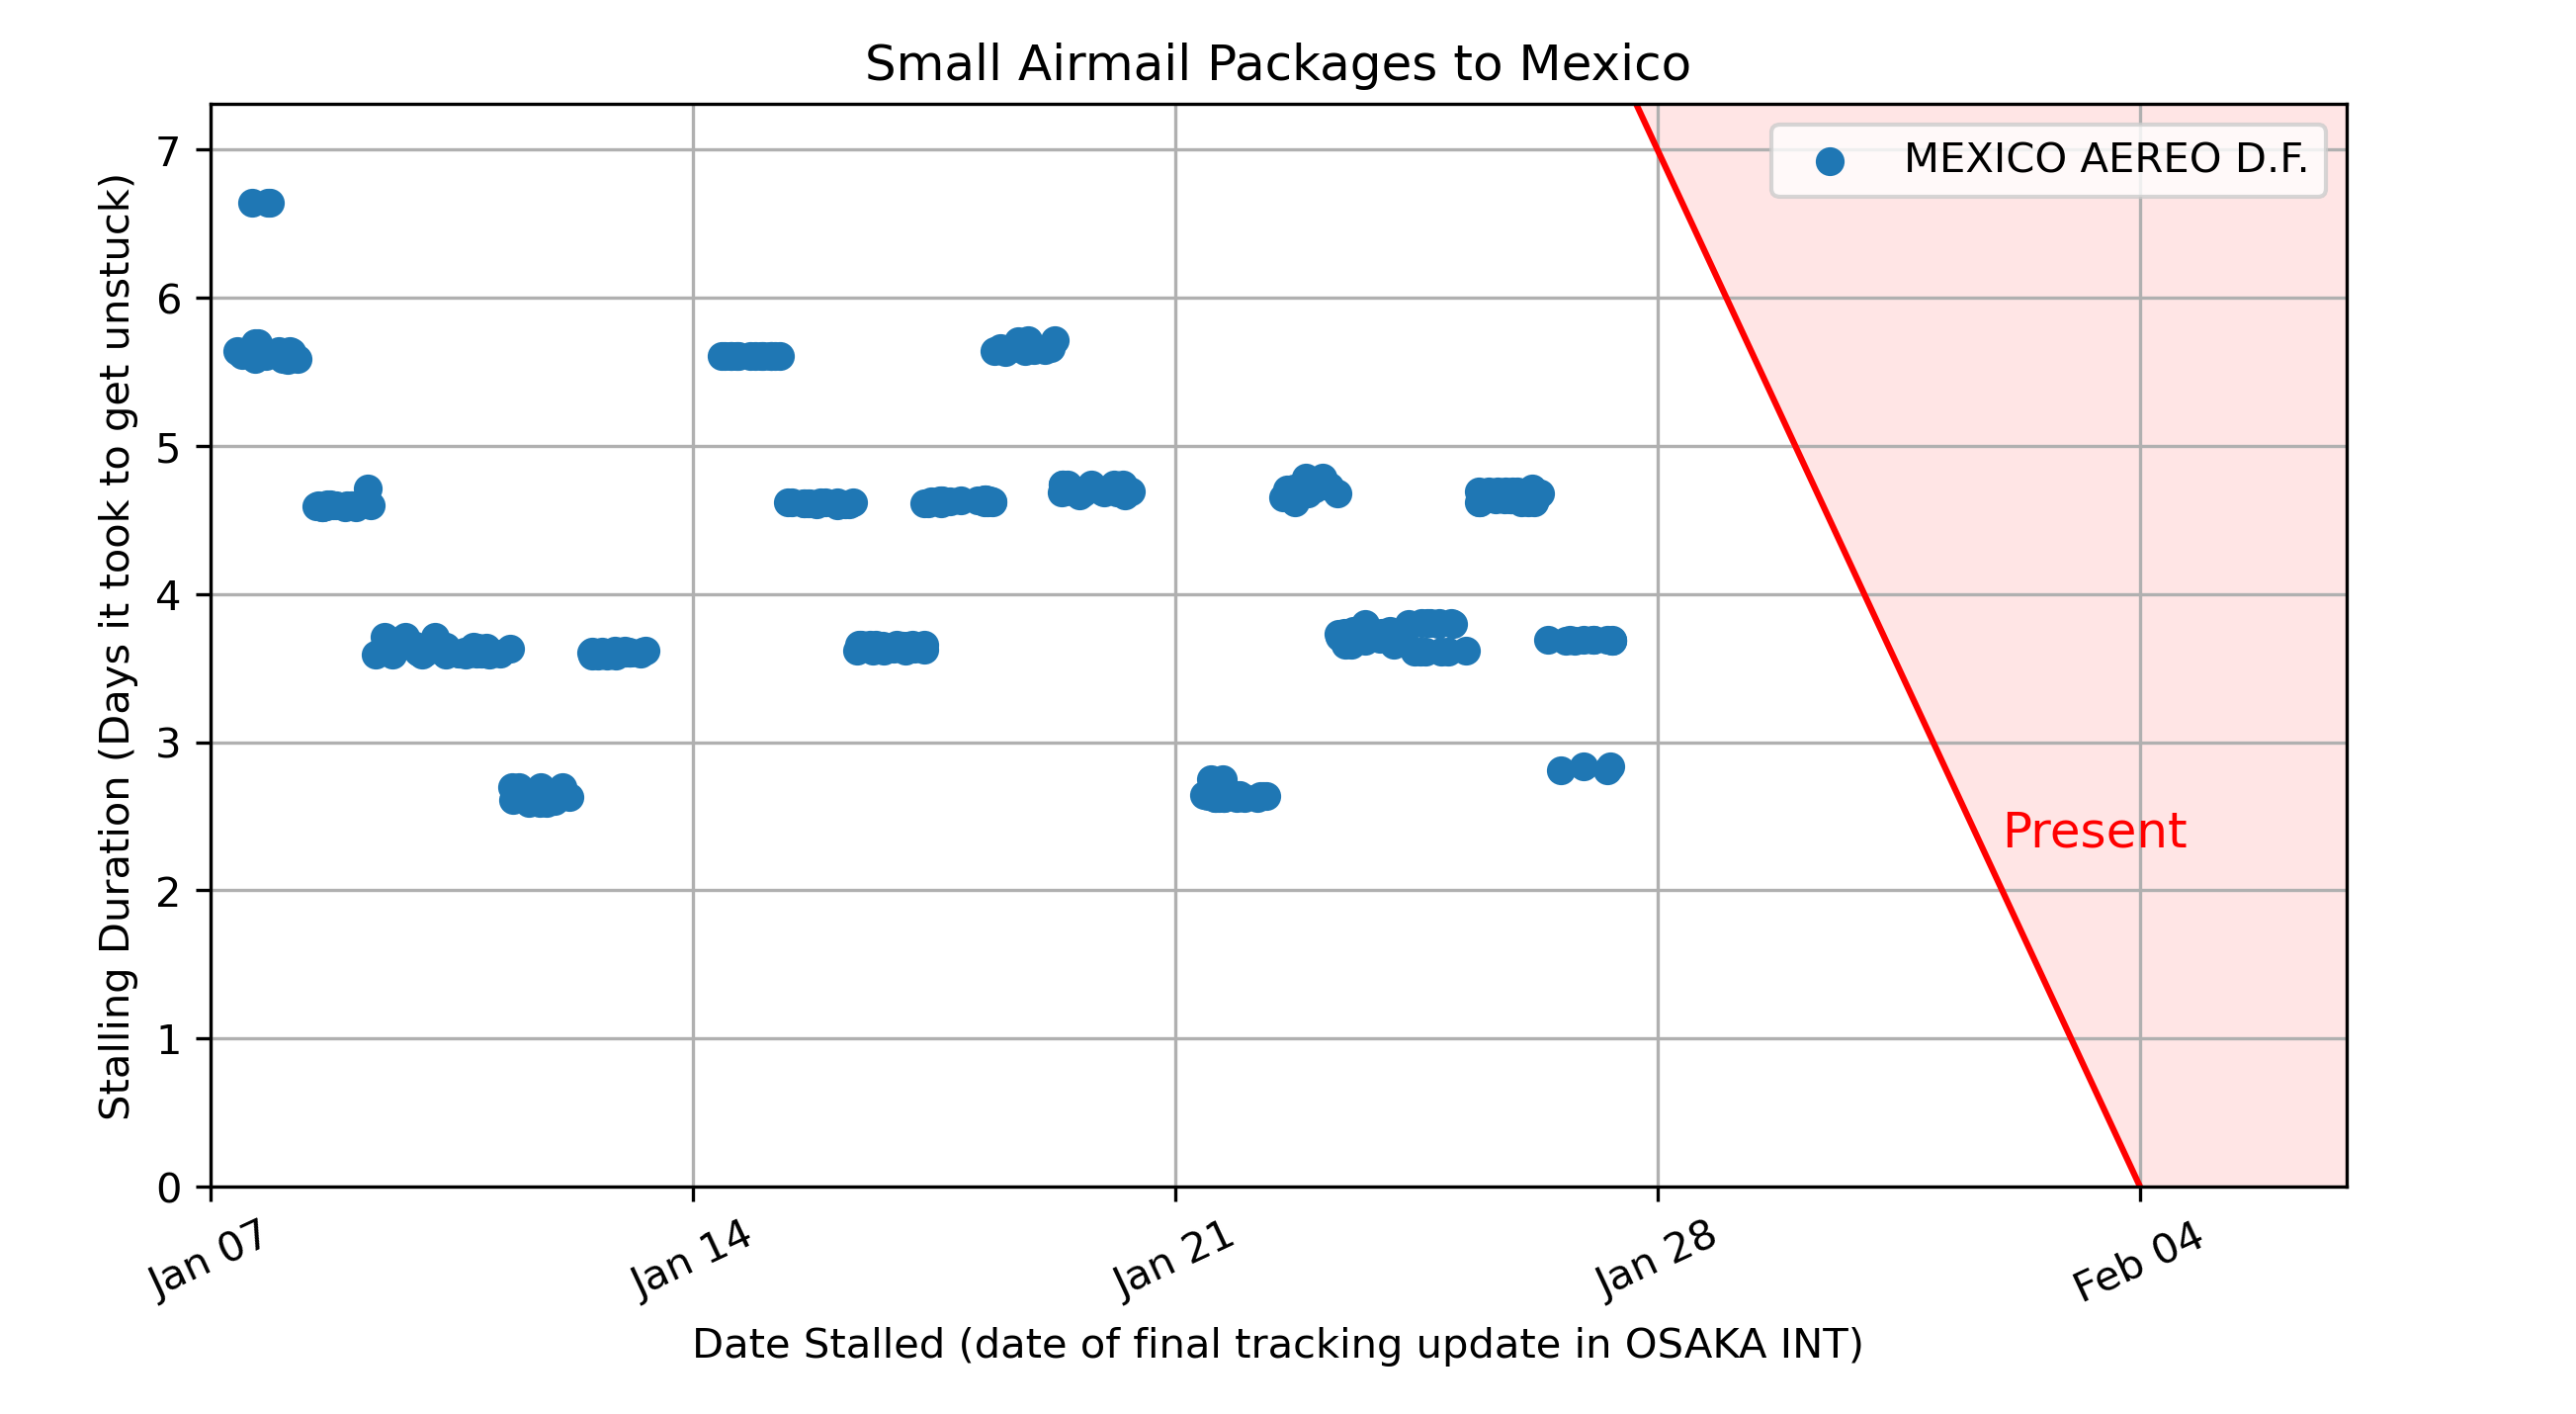 Small Airmail Packages to Mexico
MEXICO AEREO D.F.
Stalling Duration (Days it took to get unstuck)
7
6
5
4
3
2
1
0
Present
Jan 07
Jan 14
Jan 21
Jan 28
Feb 04
Date Stalled (date of final tracking update in OSAKA INT)